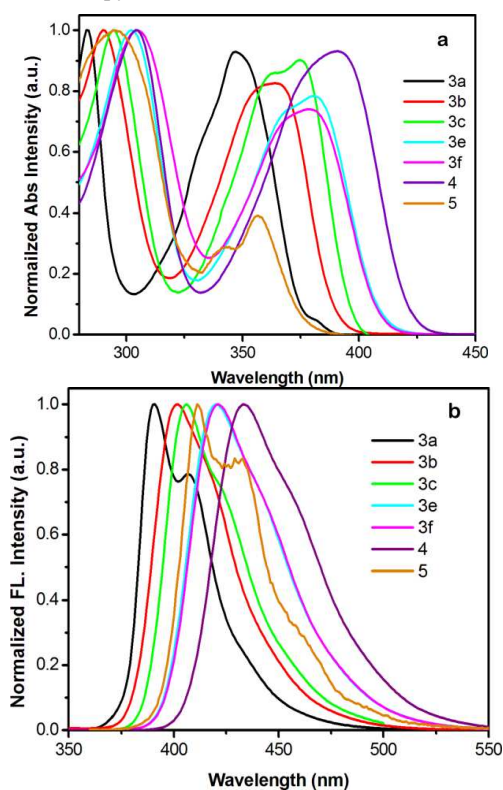 a
Normalized Abs Intensity (a.u.)
1.0
0.8
0.6
0.4
0.2
0.0
3a
3b
3c
3e
3f
4
5
300 350 400 450
Wavelength (nm)
b
Normalized FL. Intensity (a.u.)
1.0
0.8
0.6
0.4
0.2
0.0
3a
3b
3c
3e
3f
4
5
350 400 450 500 550
Wavelength (nm)